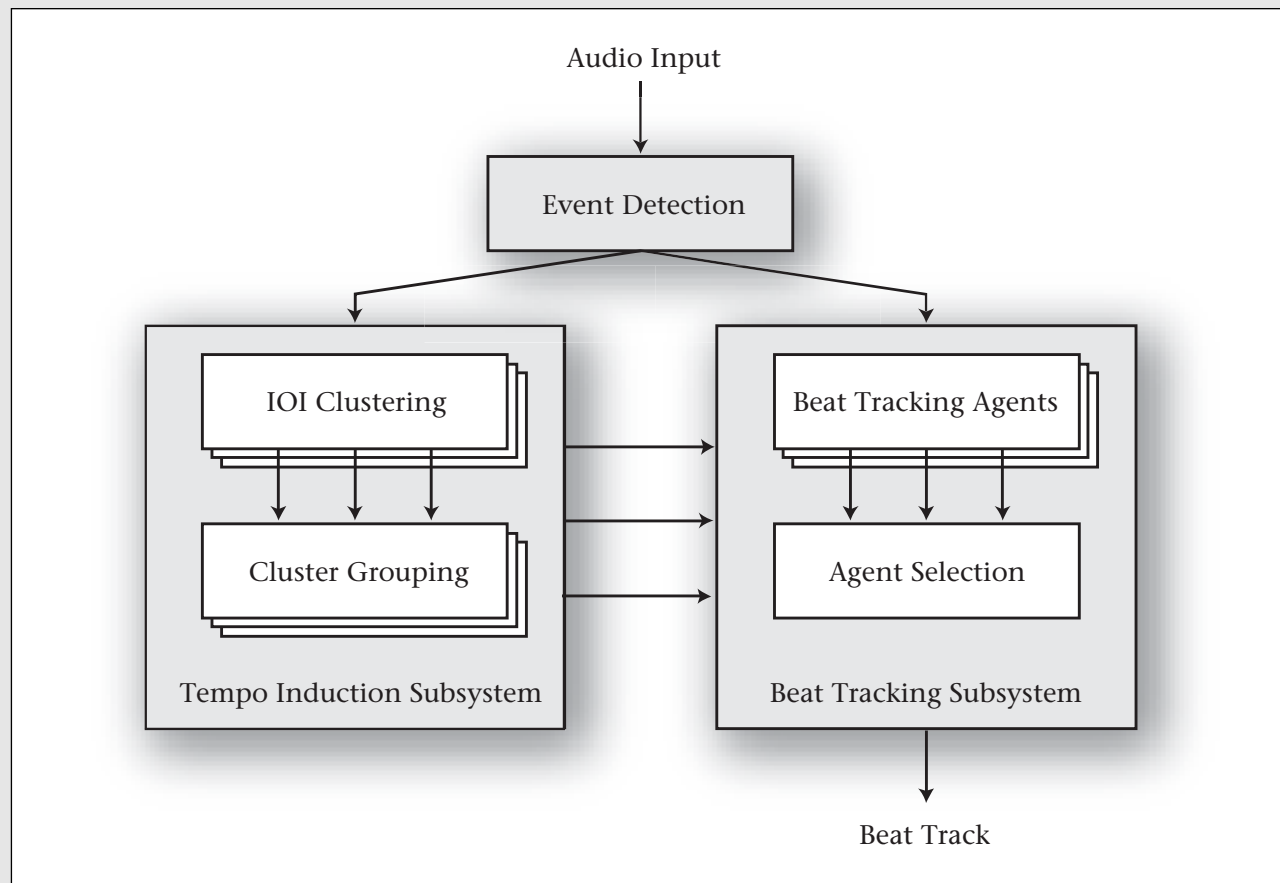 Audio Input
Event Detection
IOI Clustering
Cluster Grouping
Tempo Induction Subsystem
Beat Tracking Agents
Agent Selection
Beat Tracking Subsystem
Beat Track